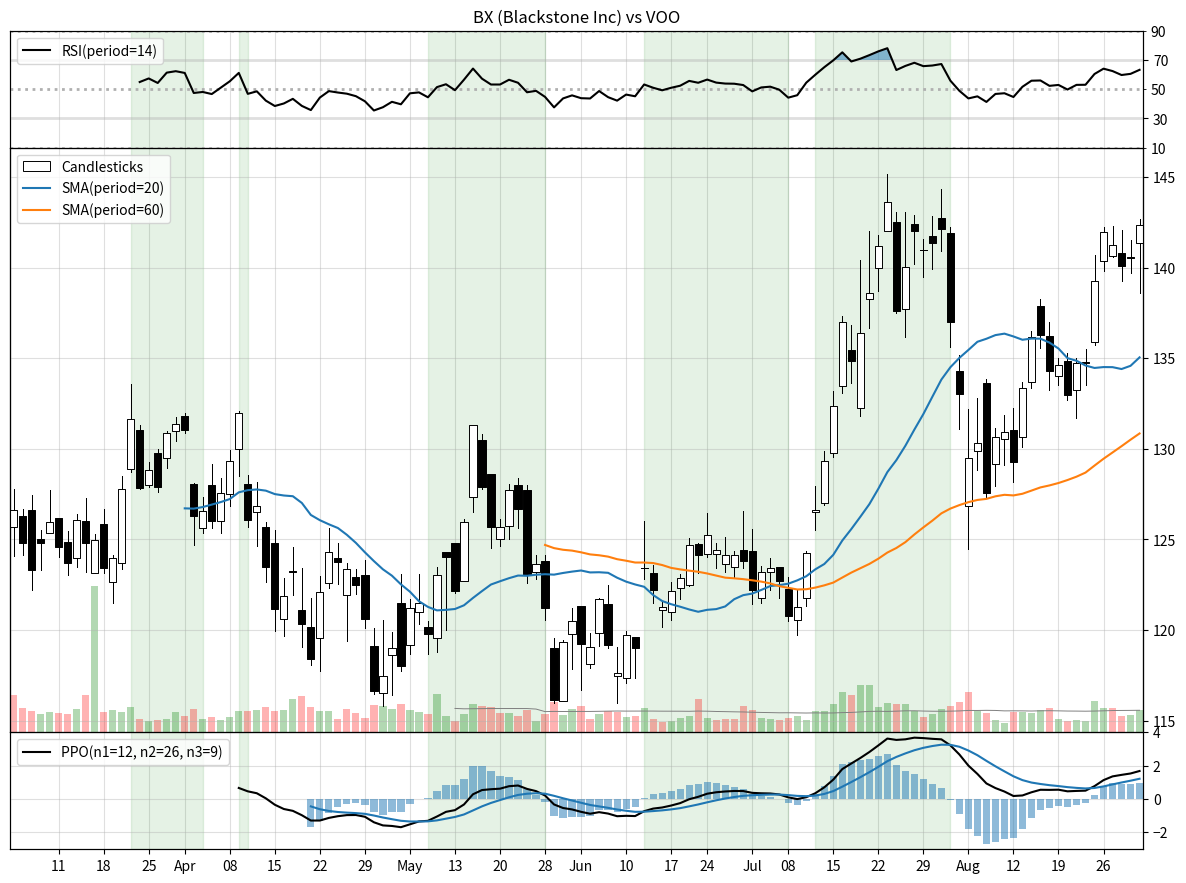 BX (Blackstone Inc) vs VOO
RSI(period=14)
90
70
50
30
10
Candlesticks
SMA(period=20)
SMA(period=60)
145
140
135
130
125
120
115
PPO(n1=12, n2=26, n3=9)
4
2
0
−2
11 18 25 Apr 08 15 22 29 May 13 20 28 Jun 10 17 24 Jul 08 15 22 29 Aug 12 19 26